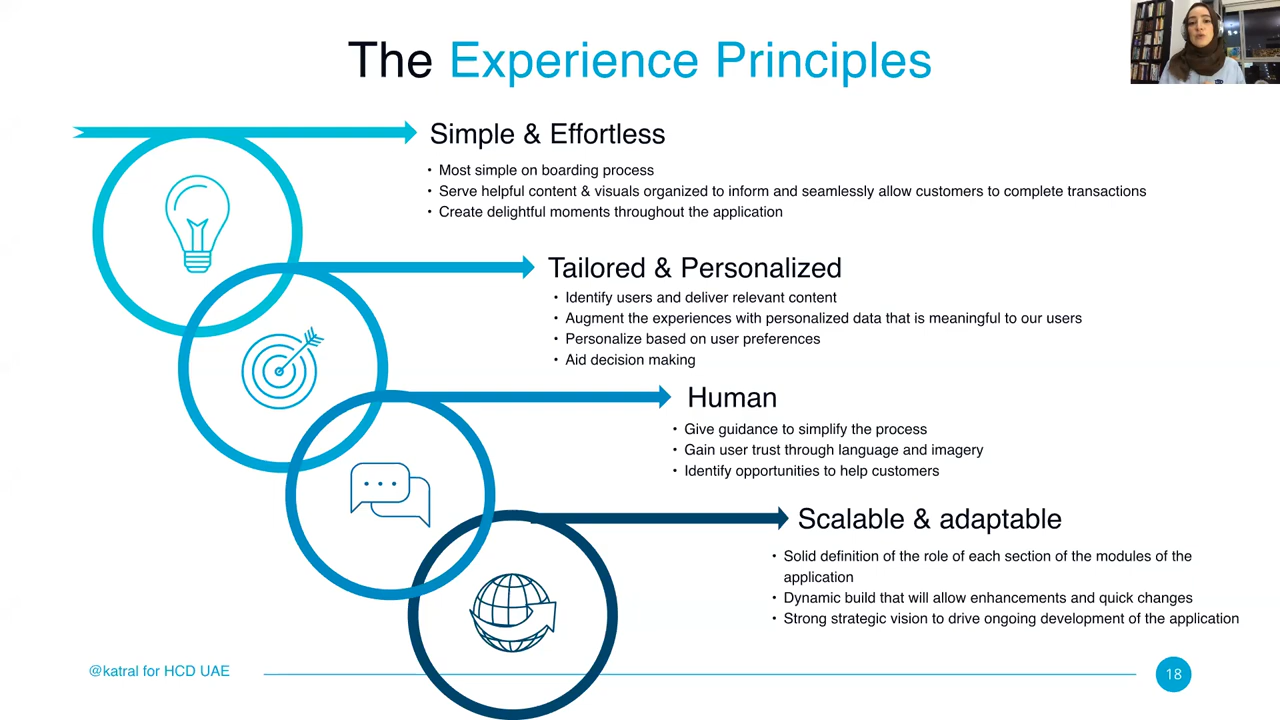 The Experience Principles
Simple & Effortless
• Most simple on boarding process
• Serve helpful content & visuals organized to inform and seamlessly allow customers to complete transactions
• Create delightful moments throughout the application
Tailored & Personalized
• Identify users and deliver relevant content
• Augment the experiences with personalized data that is meaningful to our users
• Personalize based on user preferences
• Aid decision making
Human
• Give guidance to simplify the process
• Gain user trust through language and imagery
• Identify opportunities to help customers
Scalable & adaptable
• Solid definition of the role of each section of the modules of the
application
• Dynamic build that will allow enhancements and quick changes
• Strong strategic vision to drive ongoing development of the application
@katral for HCD UAE
18